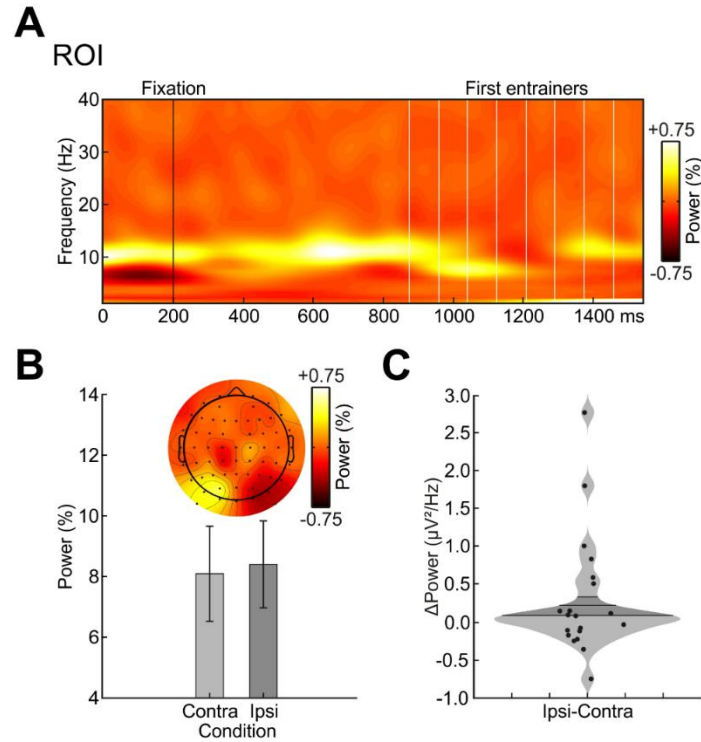 A
ROI
Fixation First entrainers
40
30
20
10
Frequency (Hz)
0 200 400 600 800 1000 1200 1400 ms
+0.75
Power (%)
-0.75
B
14
12
10
8
6
4
Power (%)
+0.75
Power (%)
-0.75
Contra Ipsi
Condition
C
3.0
2.5
2.0
1.5
1.0
0.5
0.0
-0.5
-1.0
ΔPower (µV²/Hz)
Ipsi-Contra